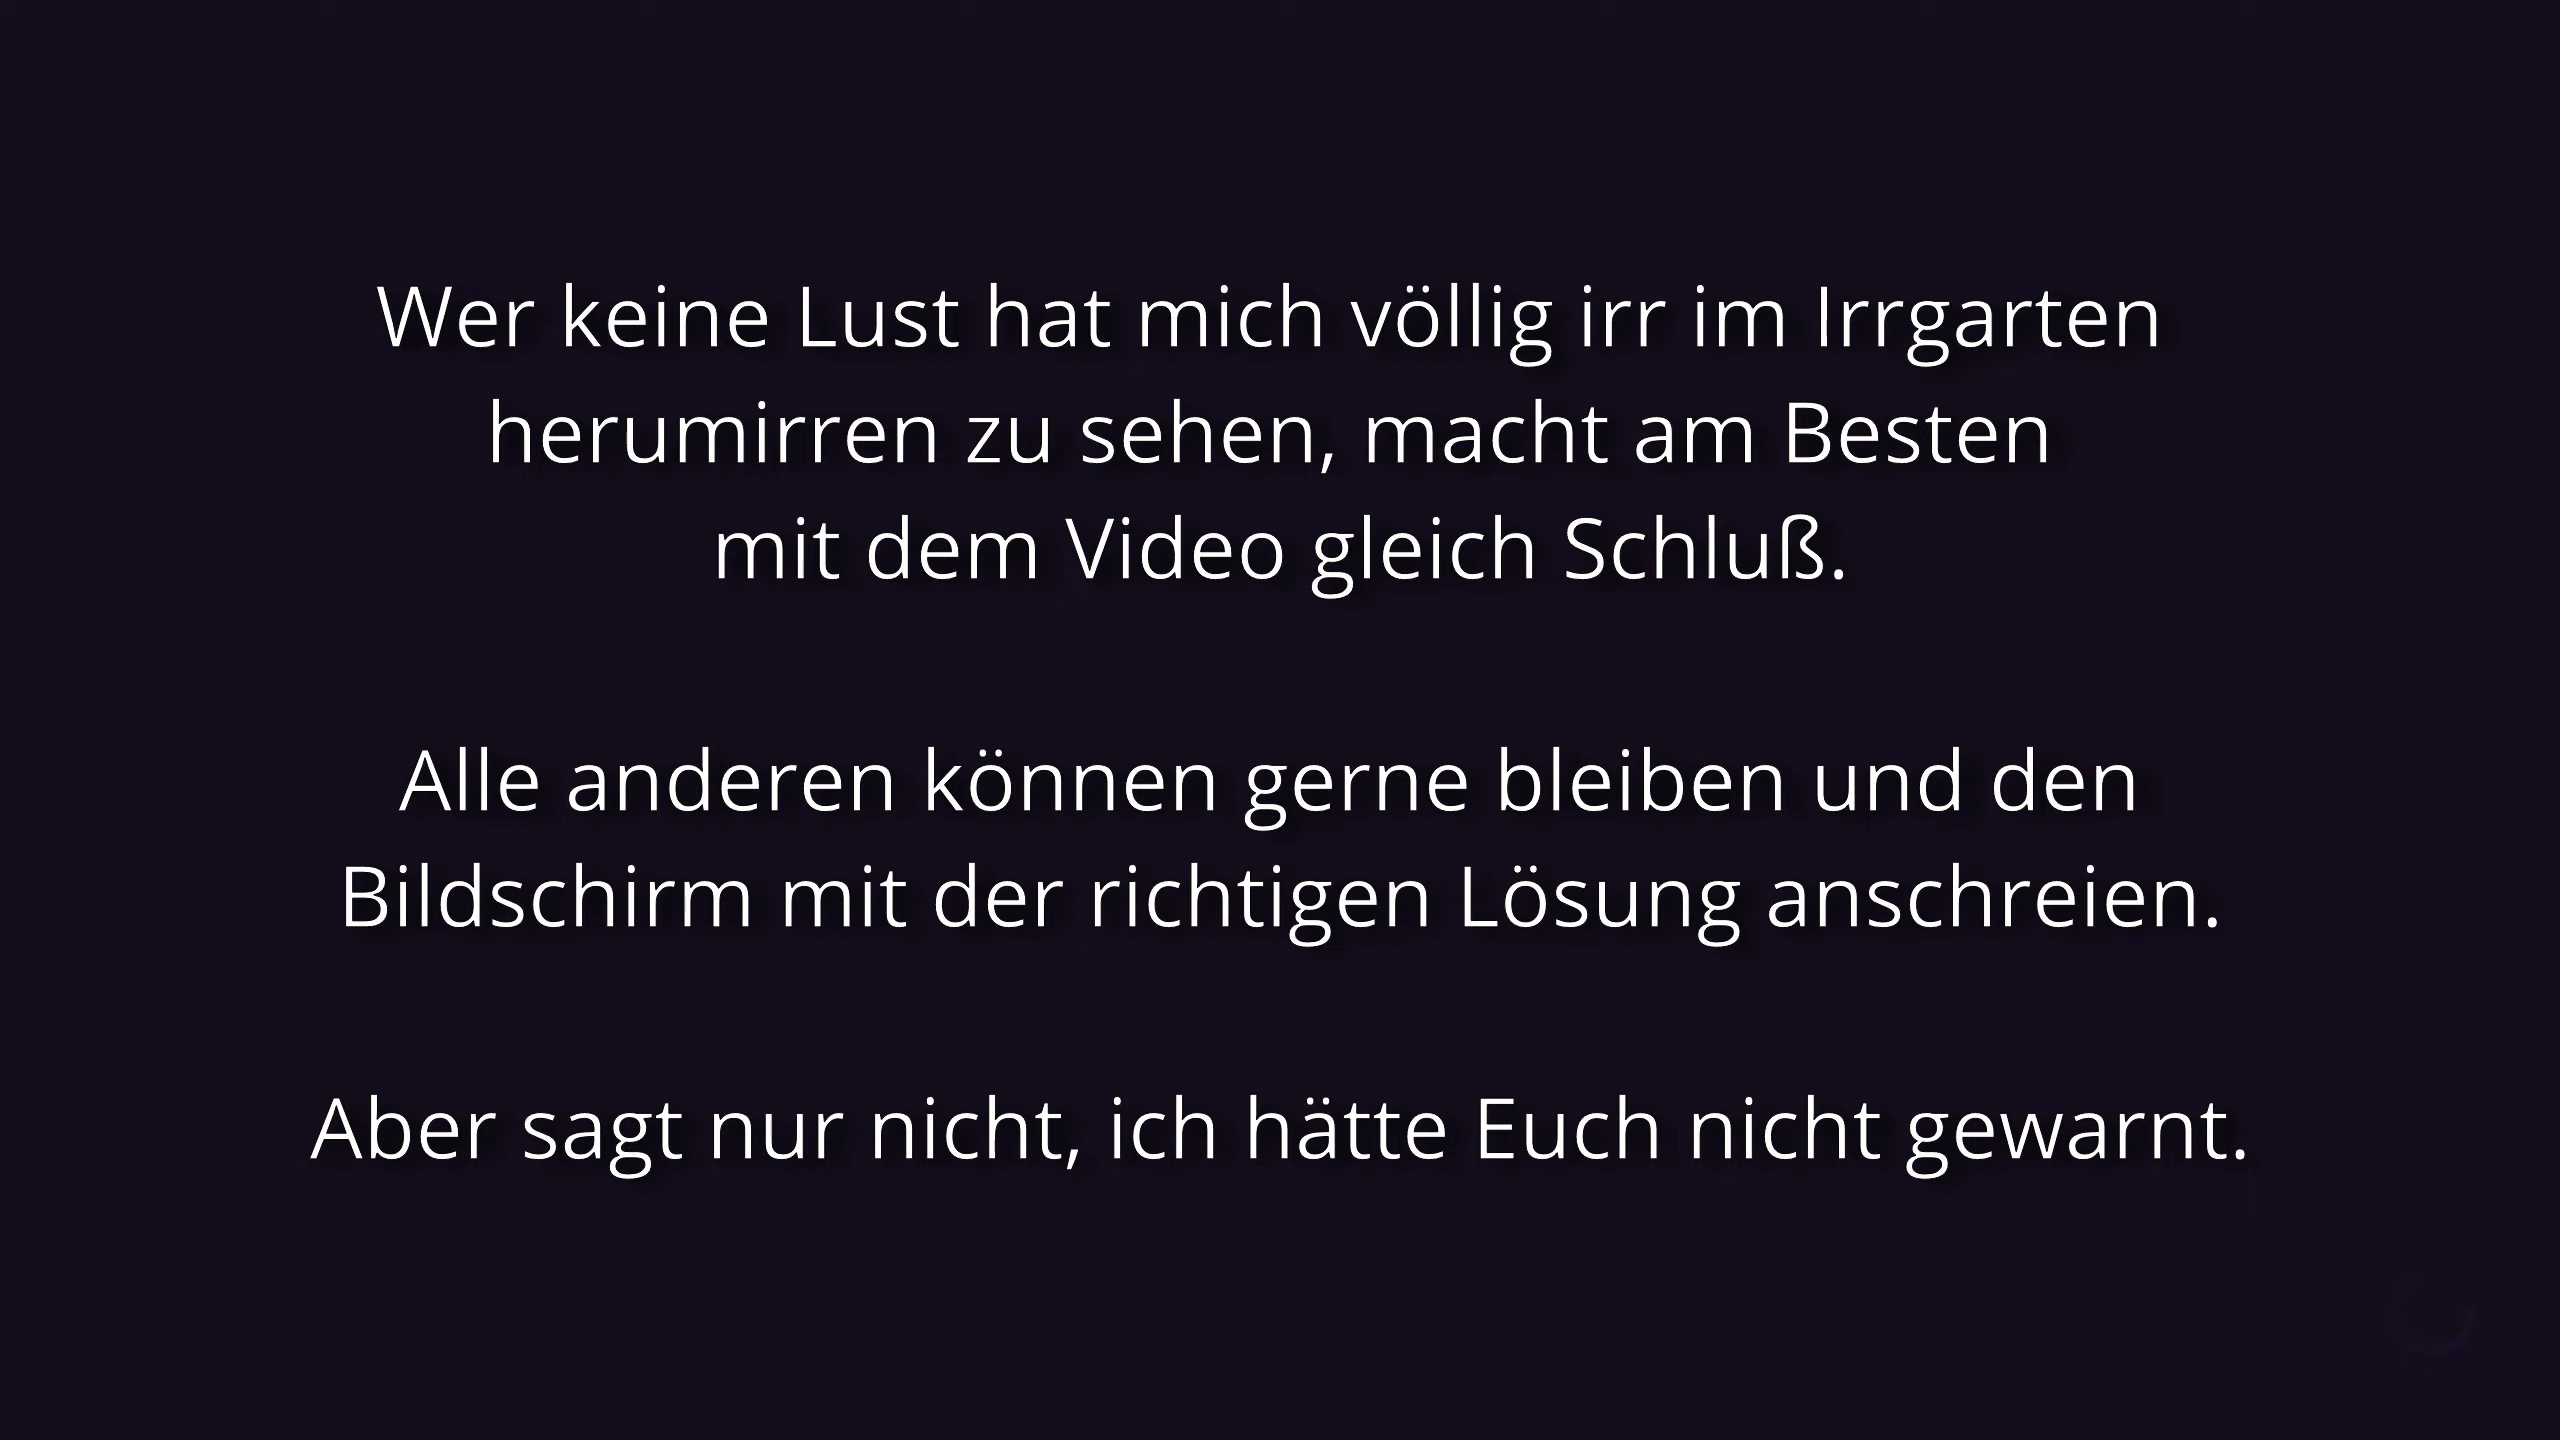 Wer keine Lust hat mich völlig irr im Irrgarten
herumirren zu sehen, macht am Besten
mit dem Video gleich Schluß.
Alle anderen können gerne bleiben und den
Bildschirm mit der richtigen Lösung anschreien.
Aber sagt nur nicht, ich hätte Euch nicht gewarnt.